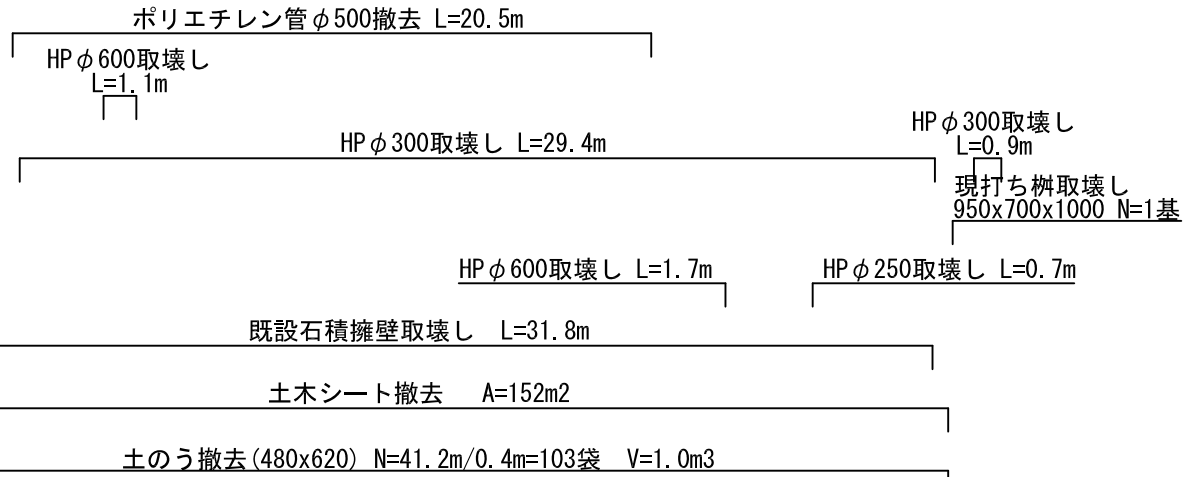 ポリエチレン管φ500撤去 L=20.5m
HPφ600取壊し
L=1.1m
HPφ300取壊し L=29.4m
HPφ300取壊し
L=0.9m
現打ち桝取壊し
950x700x1000 N=1基
HPφ600取壊し L=1.7m
HPφ250取壊し L=0.7m
既設石積擁壁取壊し L=31.8m
土木シート撤去 A=152m2
土のう撤去(480x620) N=41.2m/0.4m=103袋 V=1.0m3